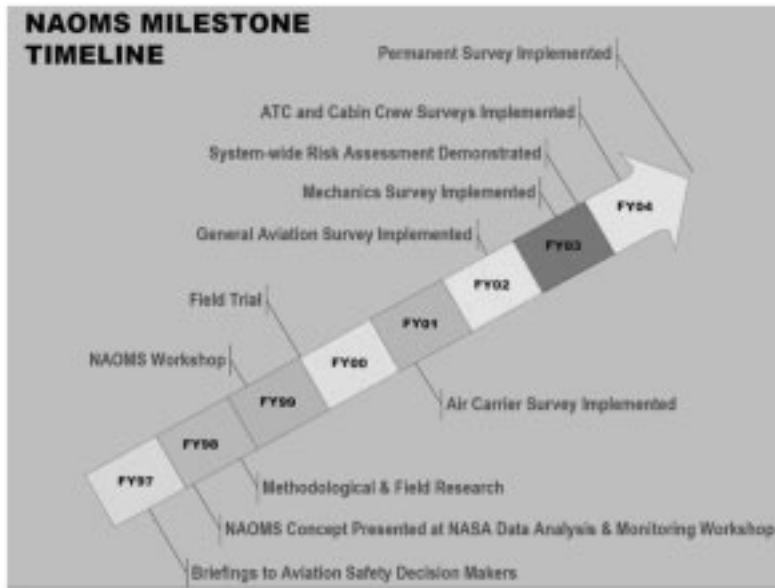 NAOMS MILESTONE
TIMELINE
Permanent Survey Implemented
ATC and Cabin Crew Surveys Implemented
System-wide Risk Assessment Demonstrated
Mechanics Survey Implemented
General Aviation Survey Implemented
Field Trial
NAOMS Workshop
FY04
FY03
FY02
FY01
FY00
FY99
FY98
FY97
Air Carrier Survey Implemented
Methodological & Field Research
NAOMS Concept Presented at NASA Data Analysis & Monitoring Workshop
Briefings to Aviation Safety Decision Makers